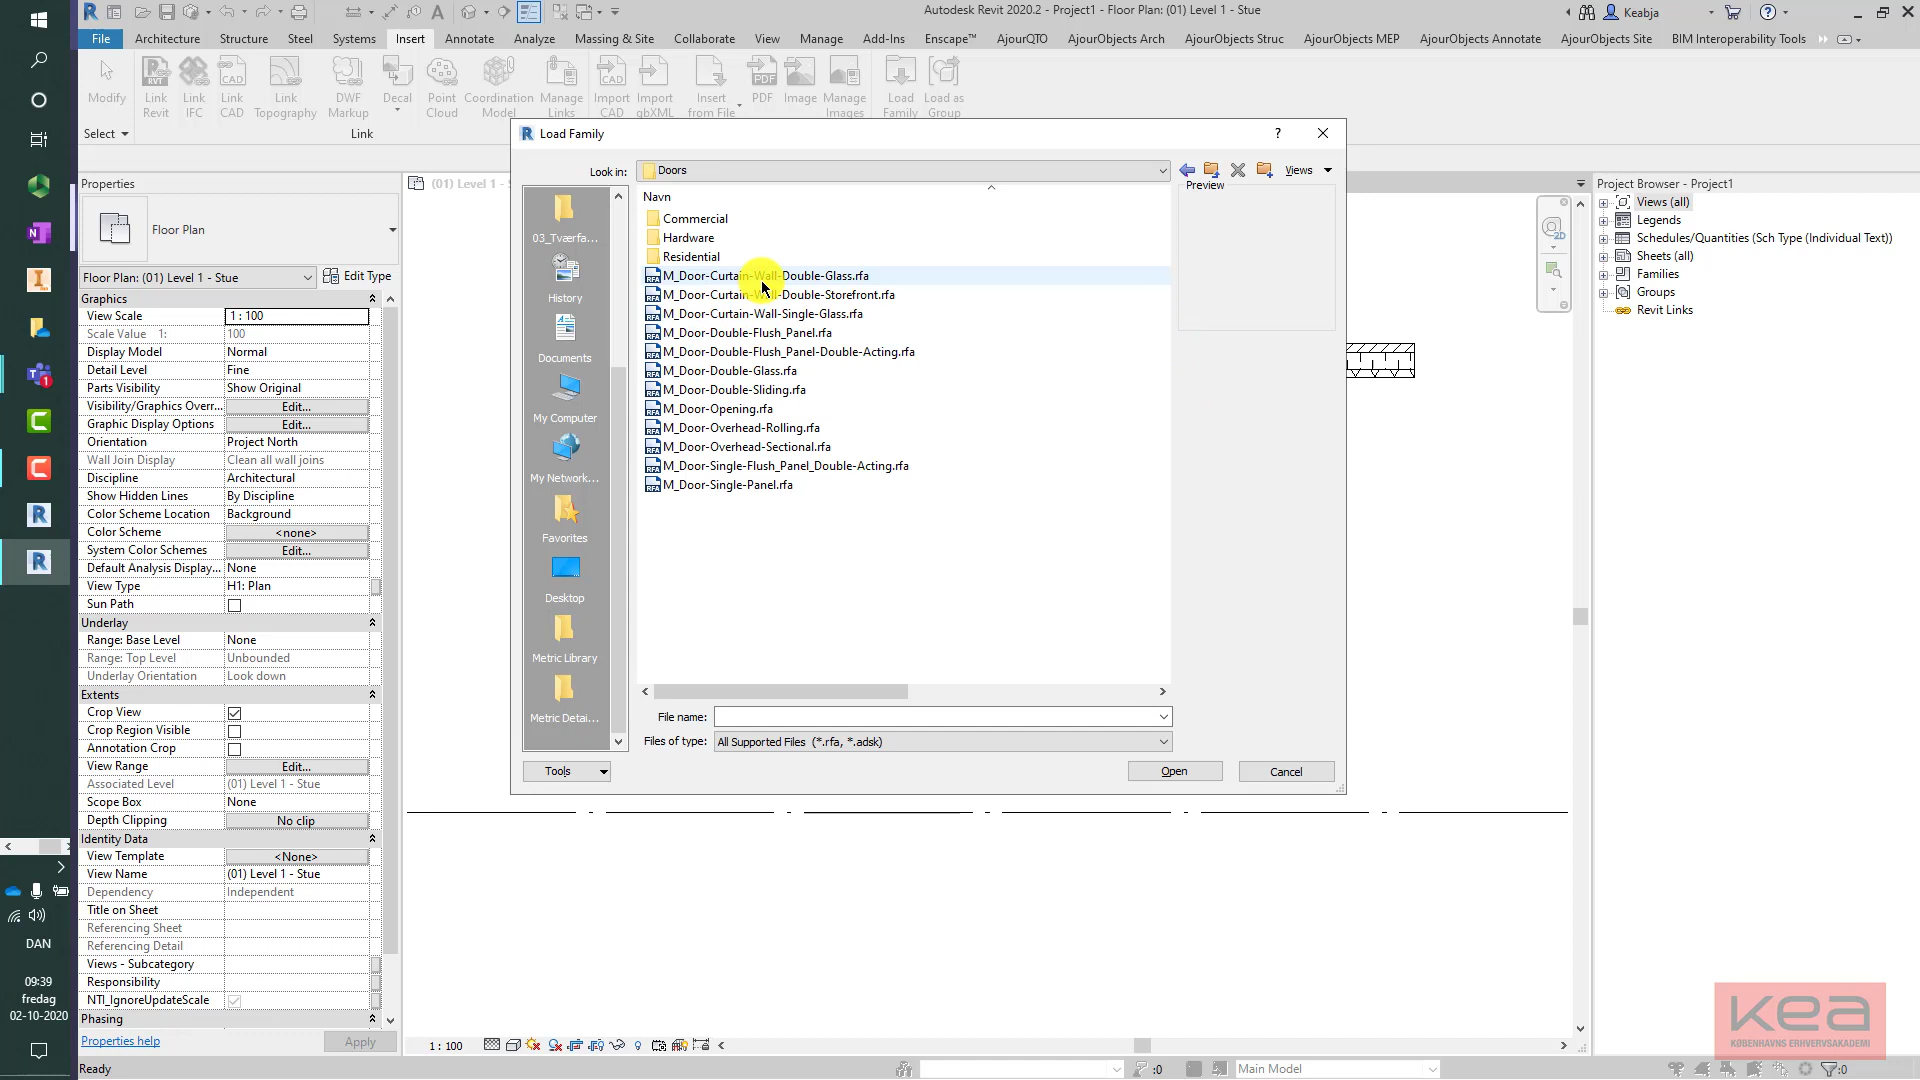 Autodesk Revit 2020.2 - Project1 - Floor Plan: (01) Level 1 - Stue
Keabja
File Architecture Structure Steel Systems Insert Annotate Analyze Massing & Site Collaborate View Manage Add-Ins Enscape™ AjourQTO AjourObjects Arch AjourObjects Struc AjourObjects MEP AjourObjects Annotate AjourObjects Site BIM Interoperability Tools
Modify
Link Revit
Link IFC
Link CAD
Link Topography
DWF Markup
Decal
Point Cloud
Coordination Model
Manage Links
Import CAD
Import gbXML
Insert from File
PDF
Image
Manage Images
Load Family
Load as Group
Select
Link
Properties
Floor Plan
Floor Plan: (01) Level 1 - Stue
Edit Type
Graphics
View Scale 1 : 100
Scale Value 1: 100
Display Model Normal
Detail Level Fine
Parts Visibility Show Original
Visibility/Graphics Overr... Edit...
Graphic Display Options Edit...
Orientation Project North
Wall Join Display Clean all wall joins
Discipline Architectural
Show Hidden Lines By Discipline
Color Scheme Location Background
Color Scheme <none>
System Color Schemes Edit...
Default Analysis Display... None
View Type H1: Plan
Sun Path
Underlay
Range: Base Level None
Range: Top Level Unbounded
Underlay Orientation Look down
Extents
Crop View
Crop Region Visible
Annotation Crop
View Range Edit...
Associated Level (01) Level 1 - Stue
Scope Box None
Depth Clipping No clip
Identity Data
View Template <None>
View Name (01) Level 1 - Stue
Dependency Independent
Title on Sheet
Referencing Sheet
Referencing Detail
Views - Subcategory
Responsibility
NTI_IgnoreUpdateScale
Phasing
Properties help
Apply
Ready
(01) Level 1 - S
Load Family
Look in: Doors
Views
Preview
03_Tværfa...
History
Documents
My Computer
My Network...
Favorites
Desktop
Metric Library
Metric Detai...
Navn
Commercial
Hardware
Residential
M_Door-Curtain-Wall-Double-Glass.rfa
M_Door-Curtain-Wall-Double-Storefront.rfa
M_Door-Curtain-Wall-Single-Glass.rfa
M_Door-Double-Flush_Panel.rfa
M_Door-Double-Flush_Panel-Double-Acting.rfa
M_Door-Double-Glass.rfa
M_Door-Double-Sliding.rfa
M_Door-Opening.rfa
M_Door-Overhead-Rolling.rfa
M_Door-Overhead-Sectional.rfa
M_Door-Single-Flush_Panel_Double-Acting.rfa
M_Door-Single-Panel.rfa
File name:
Files of type: All Supported Files (*.rfa, *.adsk)
Tools
Open
Cancel
2D
Project Browser - Project1
Views (all)
Legends
Schedules/Quantities (Sch Type (Individual Text))
Sheets (all)
Families
Groups
Revit Links
1 : 100
:0
Main Model
:0
DAN
09:39
fredag
02-10-2020
kea
KØBENHAVNS ERHVERVSAKADEMI